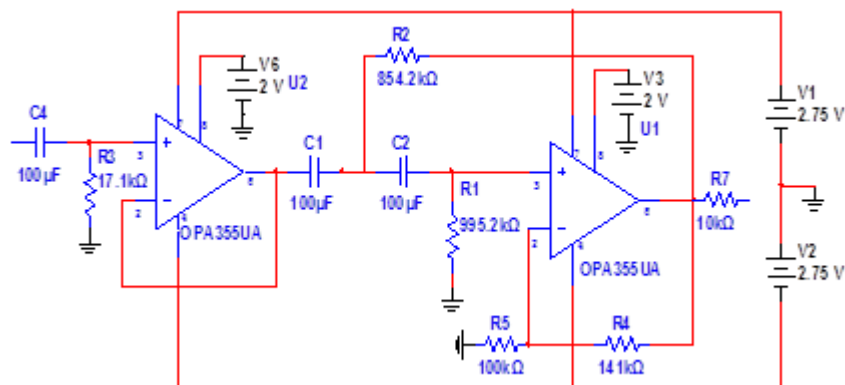 R2
854.2kΩ
V6
2 V
U2
V3
2 V
U1
V1
2.75 V
C4
100µF
R3
17.1kΩ
3
2
7
8
4
6
OPA355UA
C1
100µF
C2
100µF
R1
995.2kΩ
3
2
7
8
4
6
OPA355UA
R7
10kΩ
V2
2.75 V
R5
100kΩ
R4
141kΩ